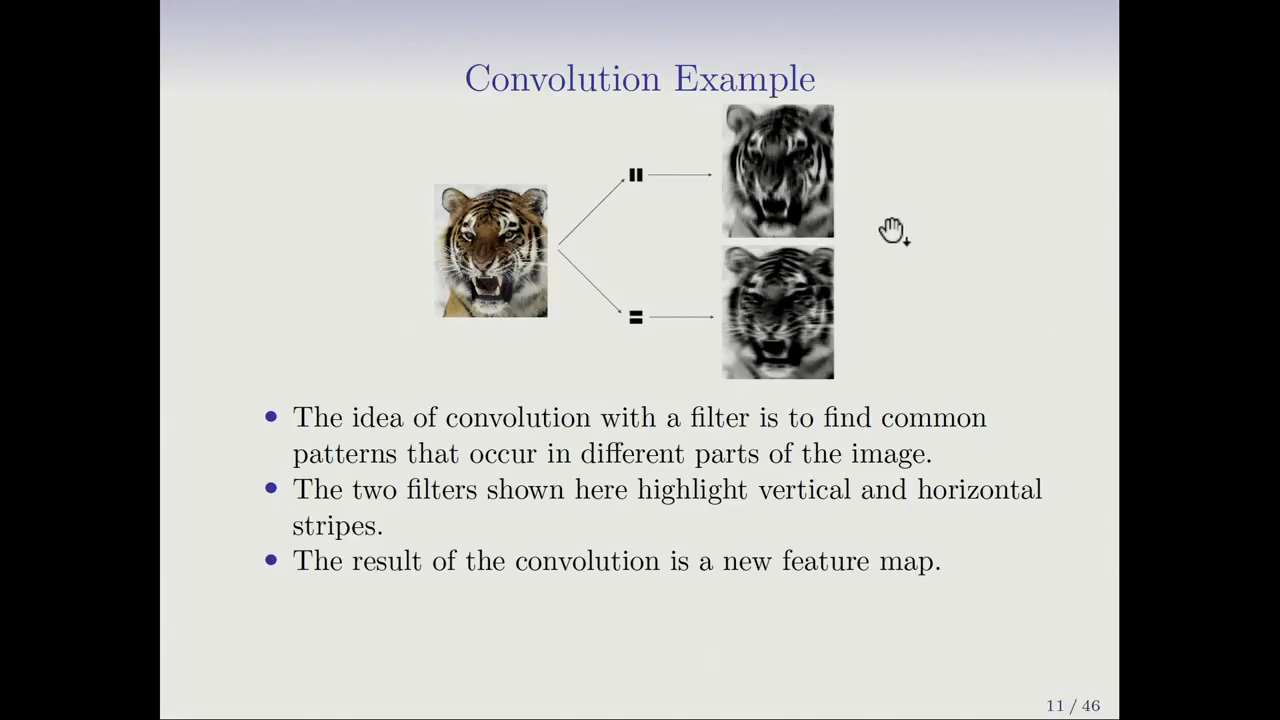 Convolution Example
• The idea of convolution with a filter is to find common
patterns that occur in different parts of the image.
• The two filters shown here highlight vertical and horizontal
stripes.
• The result of the convolution is a new feature map.
11 / 46